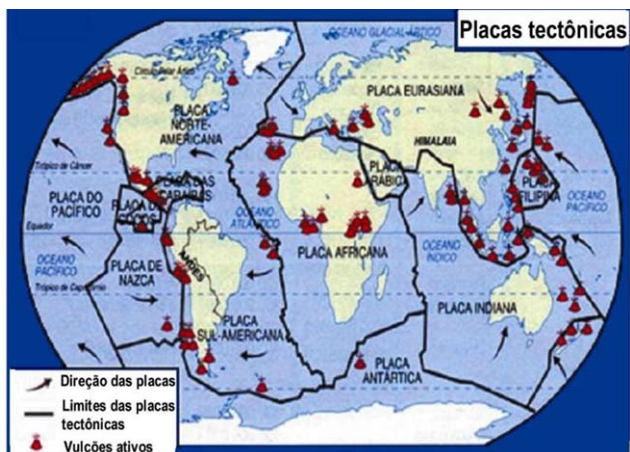 Placas tectônicas
OCEANO GLACIAL ÁRTICO
Círculo Polar Ártico
PLACA EURASIANA
PLACA
NORTE-
AMERICANA
HIMALAIA
Trópico de Câncer
PLACA
ARÁBICA
PLACA DAS
CARAÍBAS
PLACA
FILIPINA
PLACA DO
PACÍFICO
PLACA DE
COCOS
OCEANO
ATLÂNTICO
OCEANO
PACÍFICO
Equador
PLACA AFRICANA
OCEANO
ÍNDICO
OCEANO
PACÍFICO
PLACA DE
NAZCA
ANDES
Trópico de Capricórnio
PLACA INDIANA
PLACA
SUL-AMERICANA
PLACA
ANTÁRTICA
Direção das placas
Limites das placas
tectônicas
Vulcões ativos